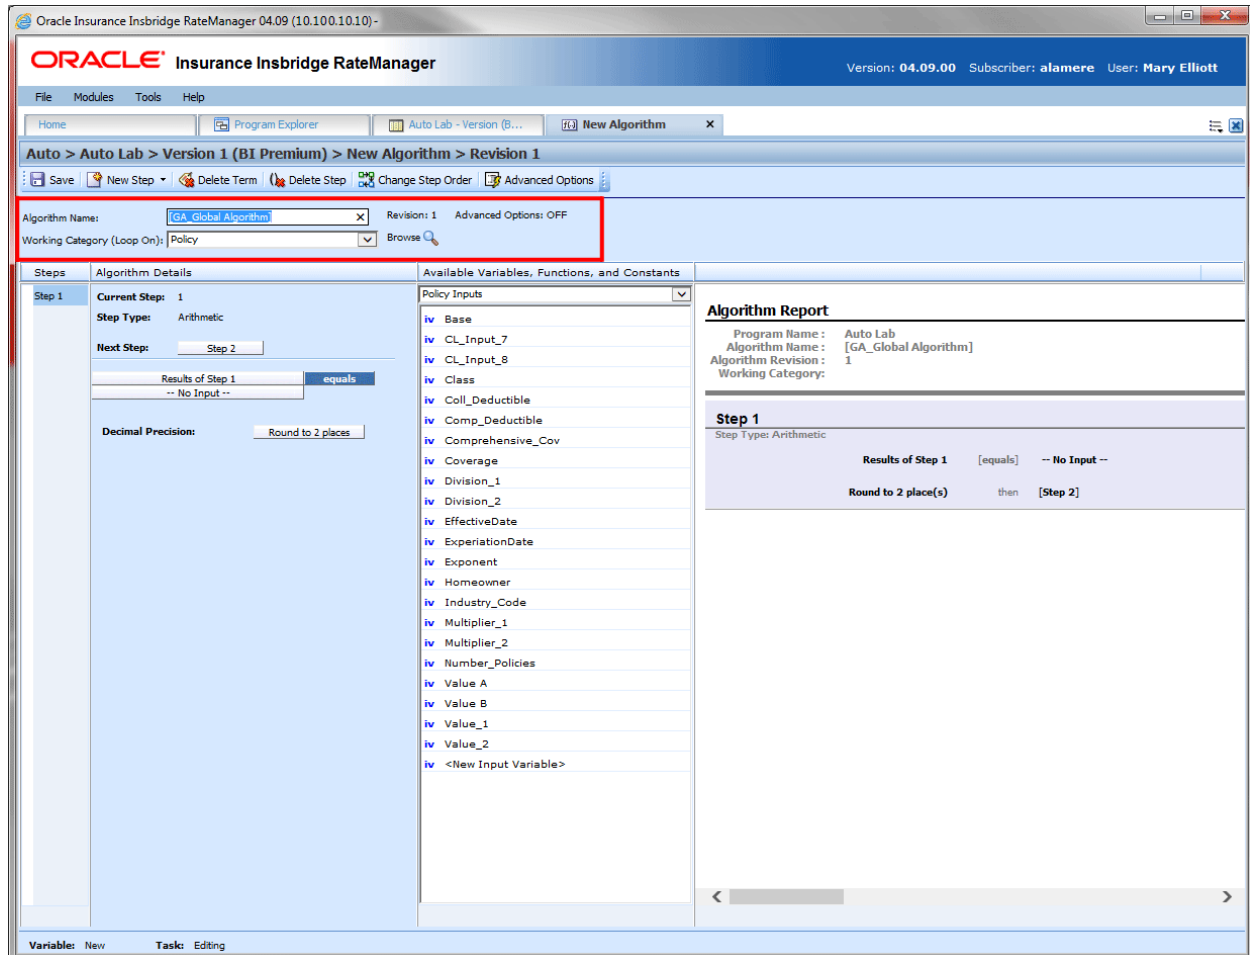 Oracle Insurance Insbridge RateManager 04.09 (10.100.10.10) -
ORACLE Insurance Insbridge RateManager
Version: 04.09.00 Subscriber: alamere User: Mary Elliott
File Modules Tools Help
Home Program Explorer Auto Lab - Version (B... f(x) New Algorithm
Auto > Auto Lab > Version 1 (BI Premium) > New Algorithm > Revision 1
Save New Step Delete Term Delete Step Change Step Order Advanced Options
Algorithm Name: [GA_Global Algorithm] Revision: 1 Advanced Options: OFF
Working Category (Loop On): Policy Browse
Steps Algorithm Details Available Variables, Functions, and Constants
Step 1
Current Step: 1
Step Type: Arithmetic
Next Step: Step 2
Results of Step 1 equals
-- No Input --
Decimal Precision: Round to 2 places
Policy Inputs
iv Base
iv CL_Input_7
iv CL_Input_8
iv Class
iv Coll_Deductible
iv Comp_Deductible
iv Comprehensive_Cov
iv Coverage
iv Division_1
iv Division_2
iv EffectiveDate
iv ExperiationDate
iv Exponent
iv Homeowner
iv Industry_Code
iv Multiplier_1
iv Multiplier_2
iv Number_Policies
iv Value A
iv Value B
iv Value_1
iv Value_2
iv <New Input Variable>
Algorithm Report
Program Name : Auto Lab
Algorithm Name : [GA_Global Algorithm]
Algorithm Revision : 1
Working Category:
Step 1
Step Type: Arithmetic
Results of Step 1 [equals] -- No Input --
Round to 2 place(s) then [Step 2]
Variable: New Task: Editing